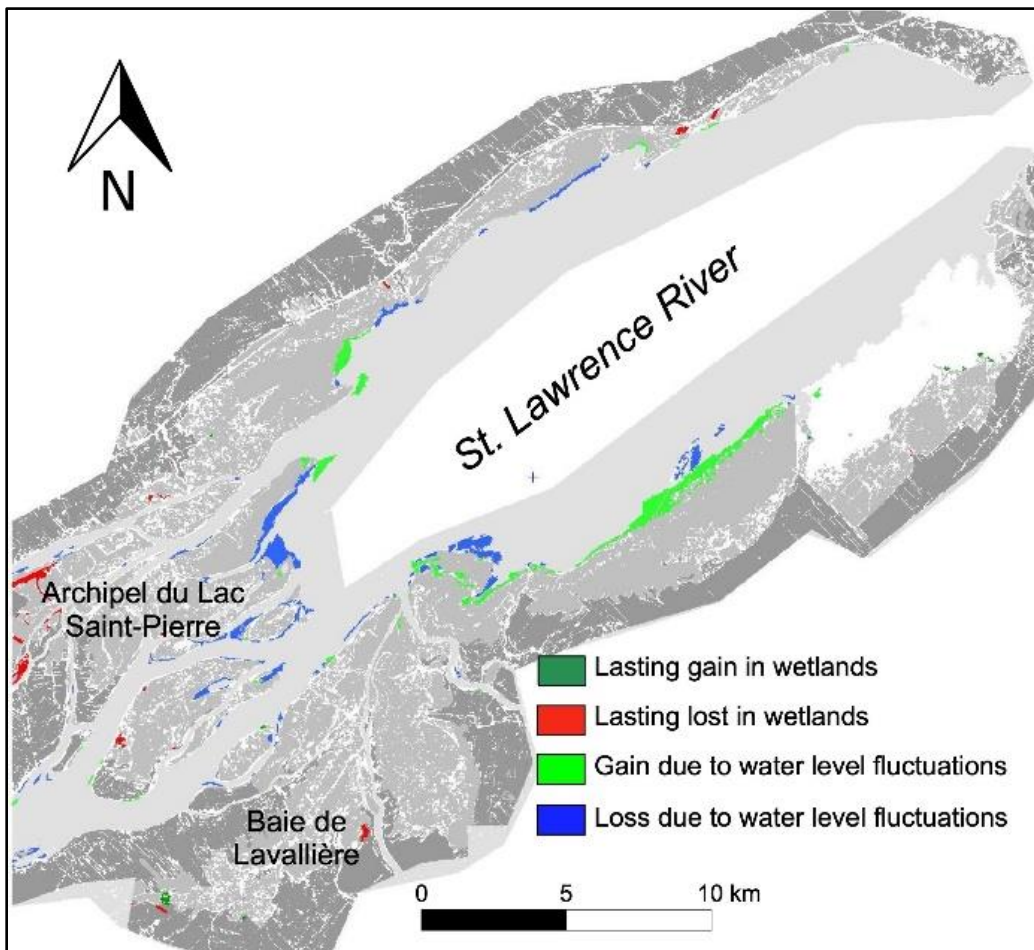 N
St. Lawrence River
Archipel du Lac
Saint-Pierre
Lasting gain in wetlands
Lasting lost in wetlands
Gain due to water level fluctuations
Loss due to water level fluctuations
Baie de
Lavallière
0 5 10 km